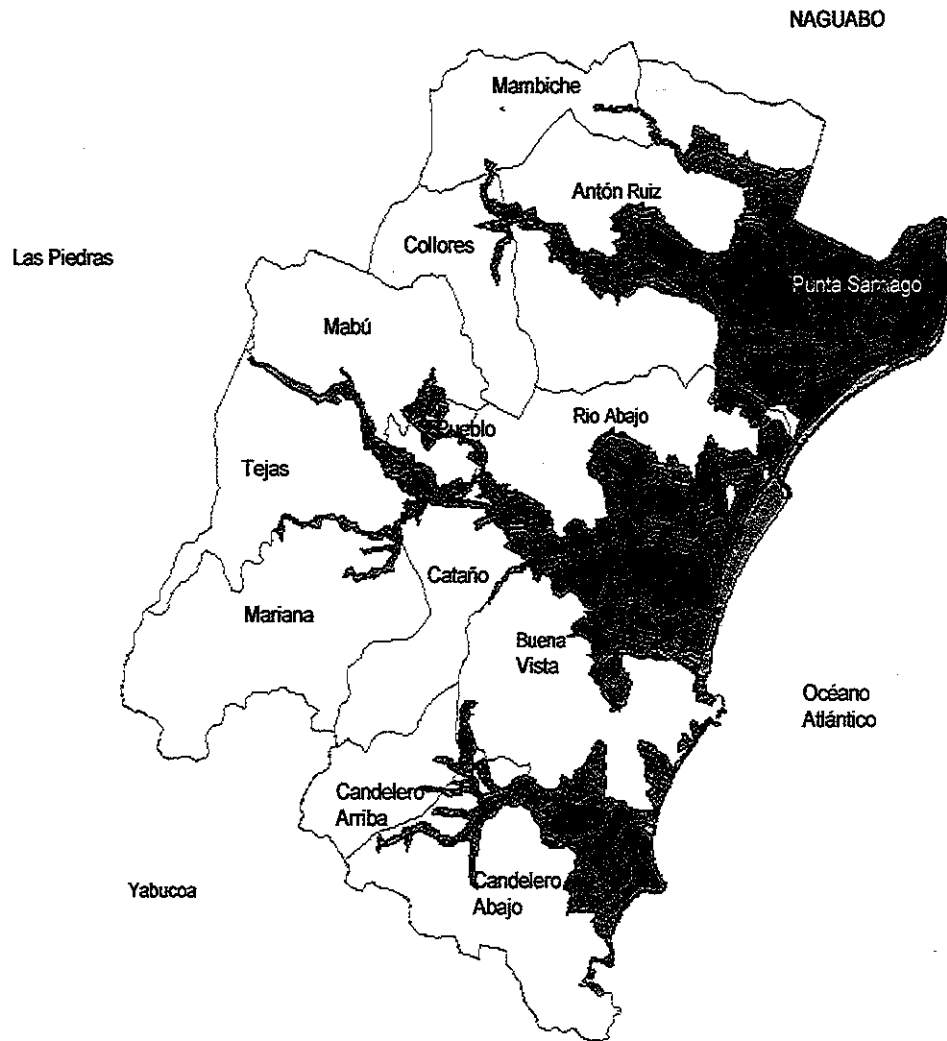 NAGUABO
Mambiche
Antón Ruiz
Collores
Las Piedras
Punta Santiago
Mabú
Pueblo
Rio Abajo
Tejas
Cataño
Mariana
Buena
Vista
Océano
Atlántico
Candelero
Arriba
Yabucoa
Candelero
Abajo